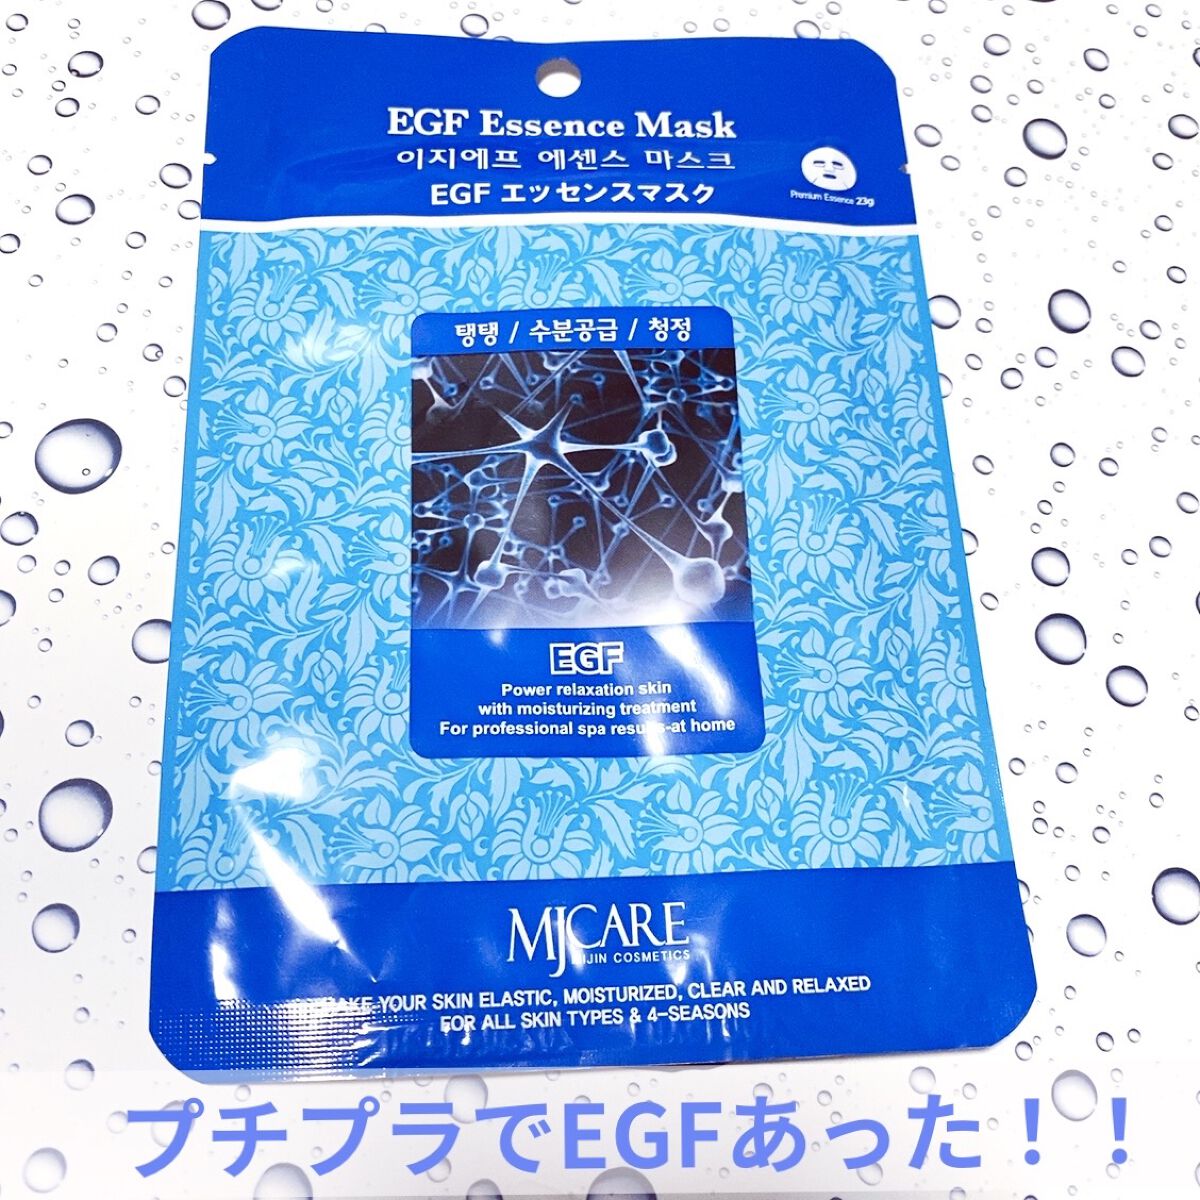 EGF Essence Mask
이지에프 에센스 마스크
EGF エッセンスマスク
Premium Essence 23g
탱탱 / 수분공급 / 청정
EGF
Power relaxation skin
with moisturizing treatment
For professional spa results-at home
MJCARE
MIJIN COSMETICS
MAKE YOUR SKIN ELASTIC, MOISTURIZED, CLEAR AND RELAXED
FOR ALL SKIN TYPES & 4-SEASONS
プチプラでEGFあった！！